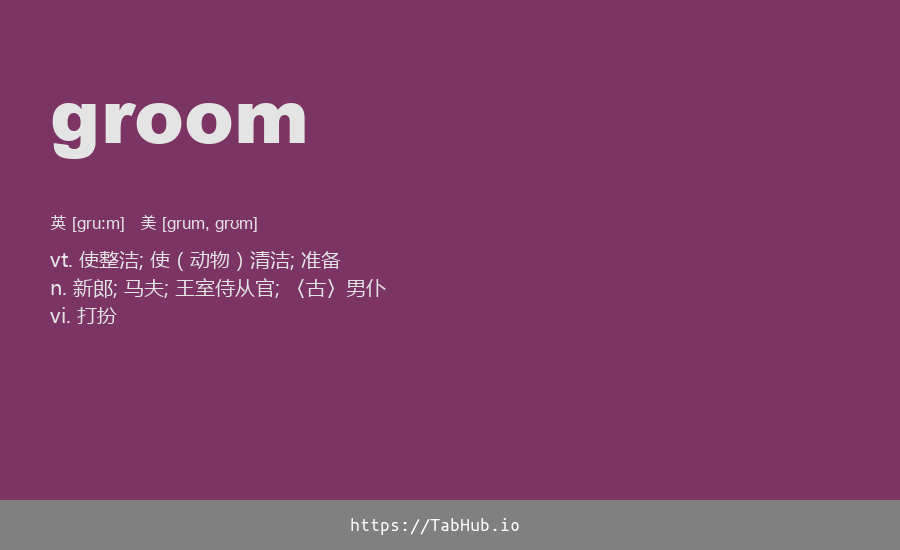 groom
英 [gru:m] 美 [grum, grʊm]
vt. 使整洁; 使（动物）清洁; 准备
n. 新郎; 马夫; 王室侍从官; 〈古〉男仆
vi. 打扮
https://TabHub.io